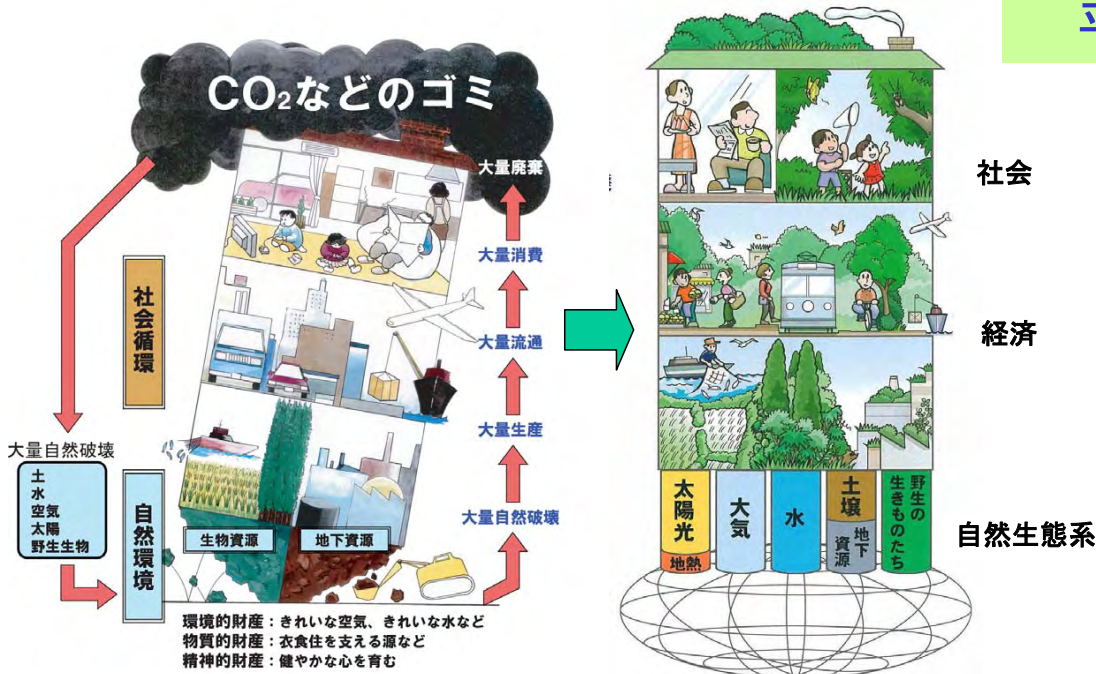 CO₂などのゴミ
大量廃棄
大量消費
大量流通
大量生産
大量自然破壊
社会循環
大量自然破壊
土
水
空気
太陽
野生生物
自然環境
生物資源
地下資源
環境的財産：きれいな空気、きれいな水など
物質的財産：衣食住を支える源など
精神的財産：健やかな心を育む
社会
経済
自然生態系
太陽光
地熱
大気
水
土壌
地下
資源
野生の
生きものたち